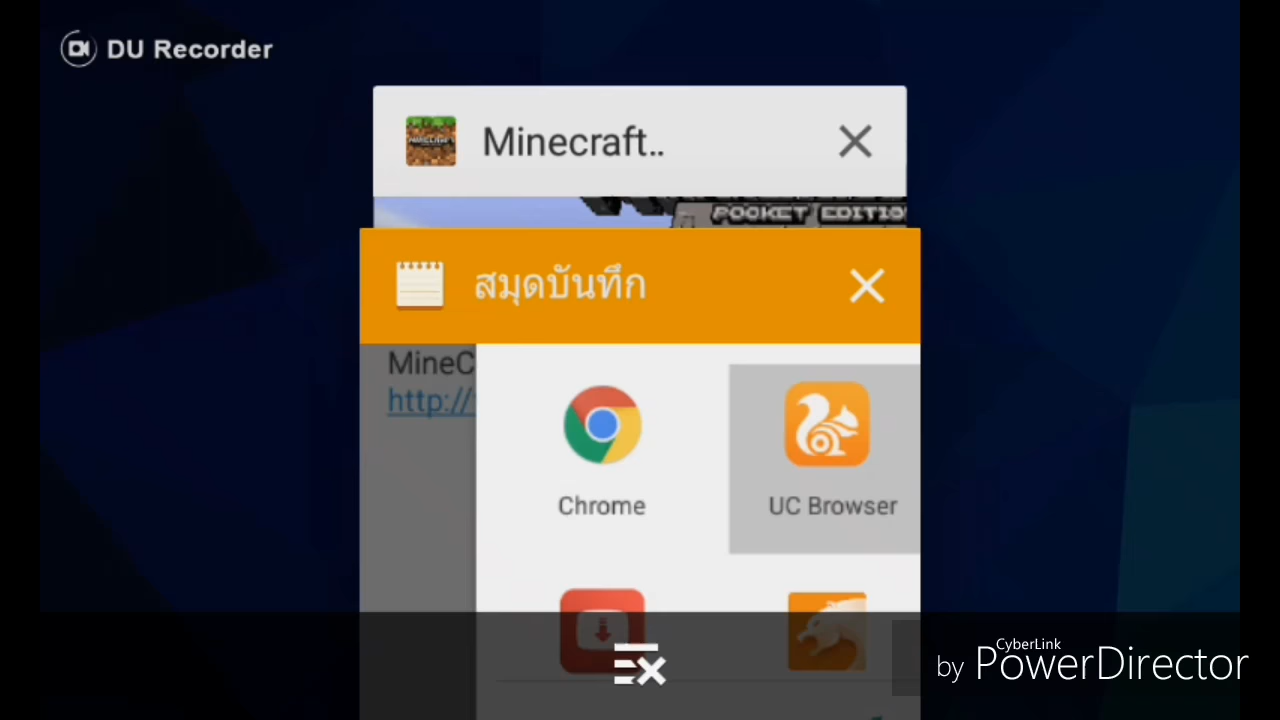 DU Recorder
Minecraft..
POCKET EDITIO
สมุดบันทึก
MineC
http://
Chrome
UC Browser
CyberLink
by PowerDirector